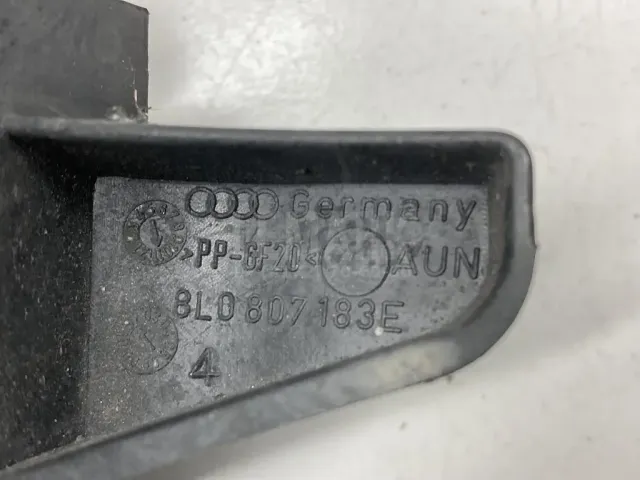 Germany
>PP-GF20< AUN
8L0 807 183E
4